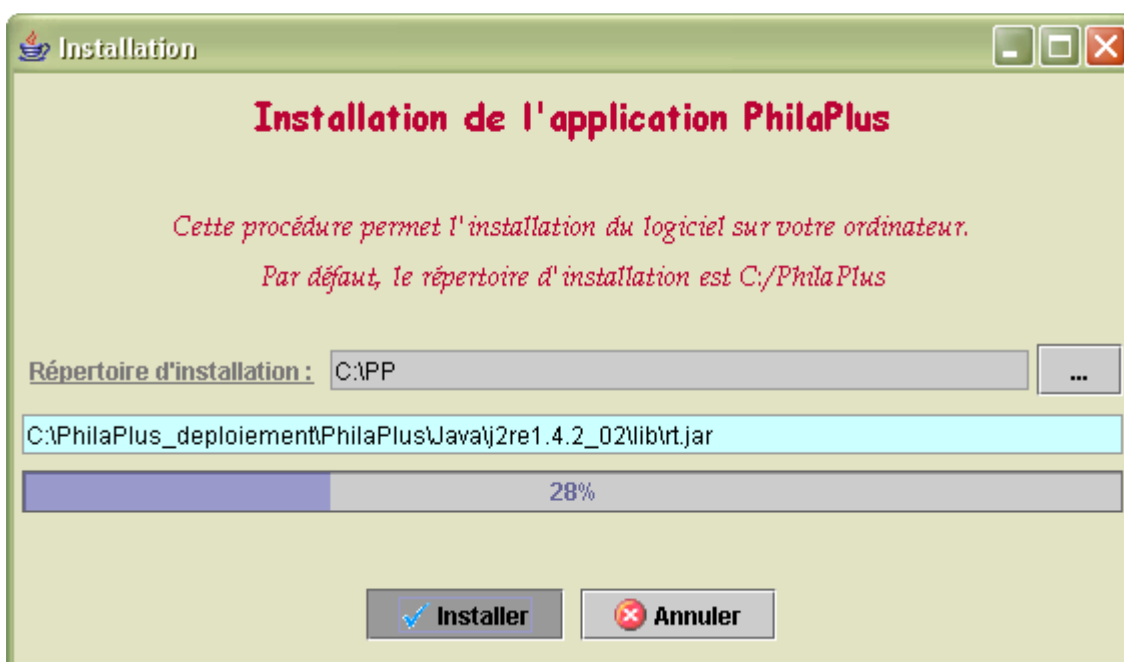 Installation
Installation de l'application PhilaPlus
Cette procédure permet l'installation du logiciel sur votre ordinateur.
Par défaut, le répertoire d'installation est C:/PhilaPlus
Répertoire d'installation : C:\PP ...
C:\PhilaPlus_deploiement\PhilaPlus\Java\j2re1.4.2_02\lib\rt.jar
28%
Installer Annuler